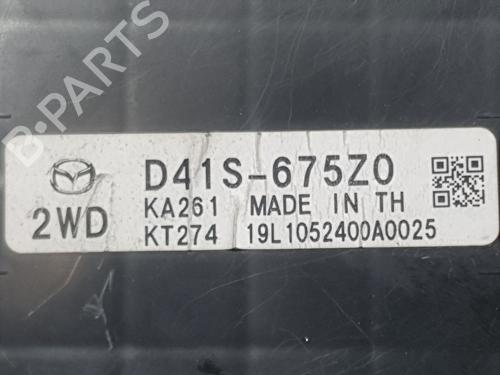 B-PARTS
D41S-675Z0
2WD
KA261 MADE IN TH
KT274 19L1052400A0025